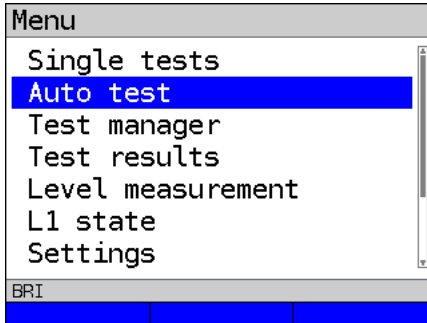 Menu
Single tests
Auto test
Test manager
Test results
Level measurement
L1 state
Settings
BRI